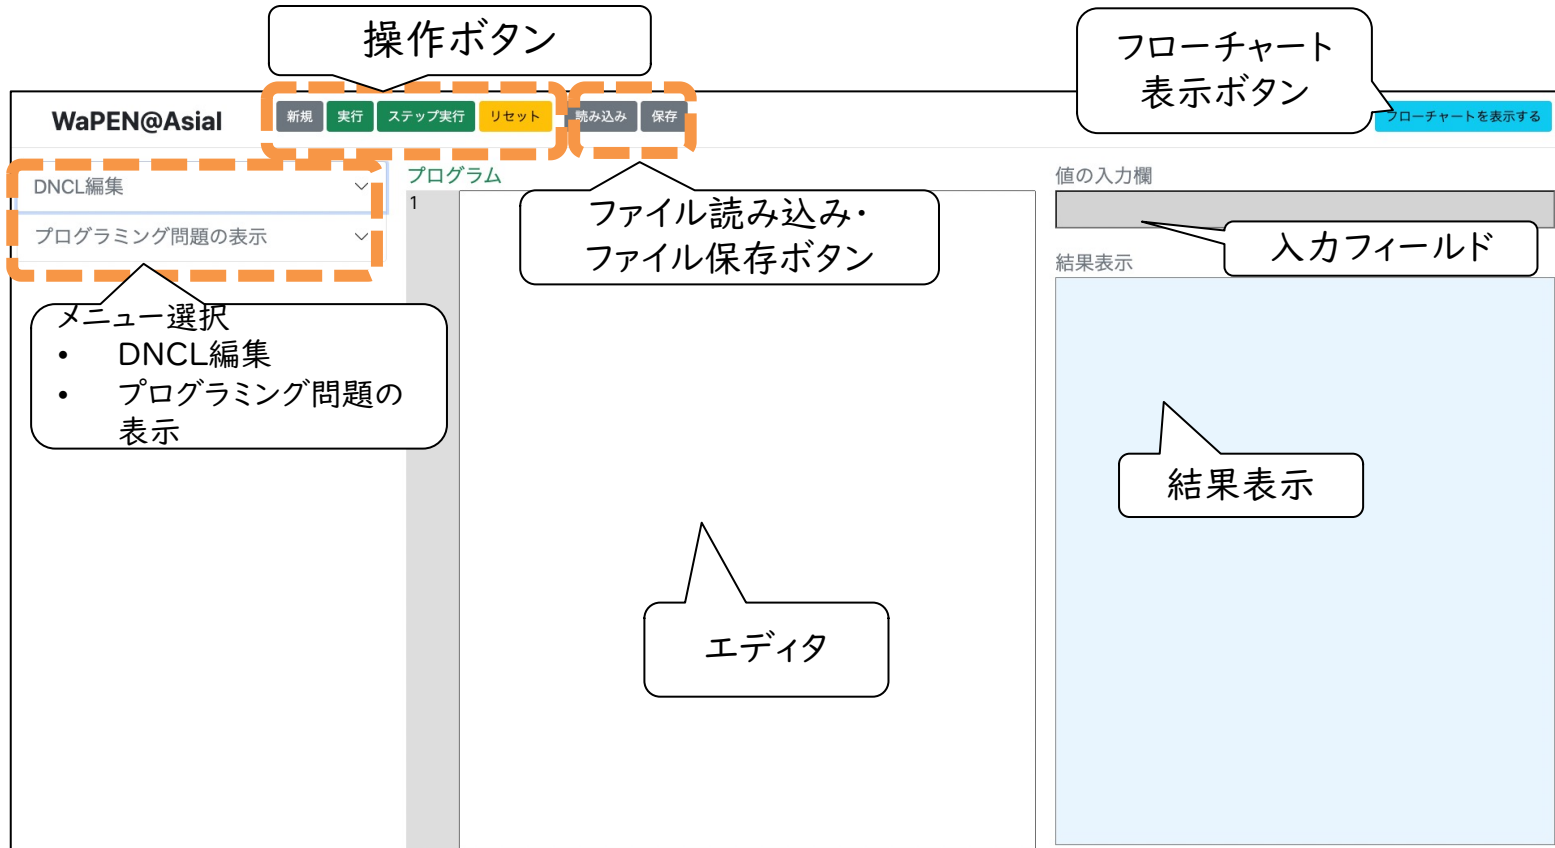 操作ボタン
フローチャート
表示ボタン
WaPEN@Asial
新規
実行
ステップ実行
リセット
読み込み
保存
フローチャートを表示する
DNCL編集
プログラミング問題の表示
プログラム
1
ファイル読み込み・
ファイル保存ボタン
値の入力欄
入力フィールド
結果表示
メニュー選択
• DNCL編集
• プログラミング問題の
表示
結果表示
エディタ